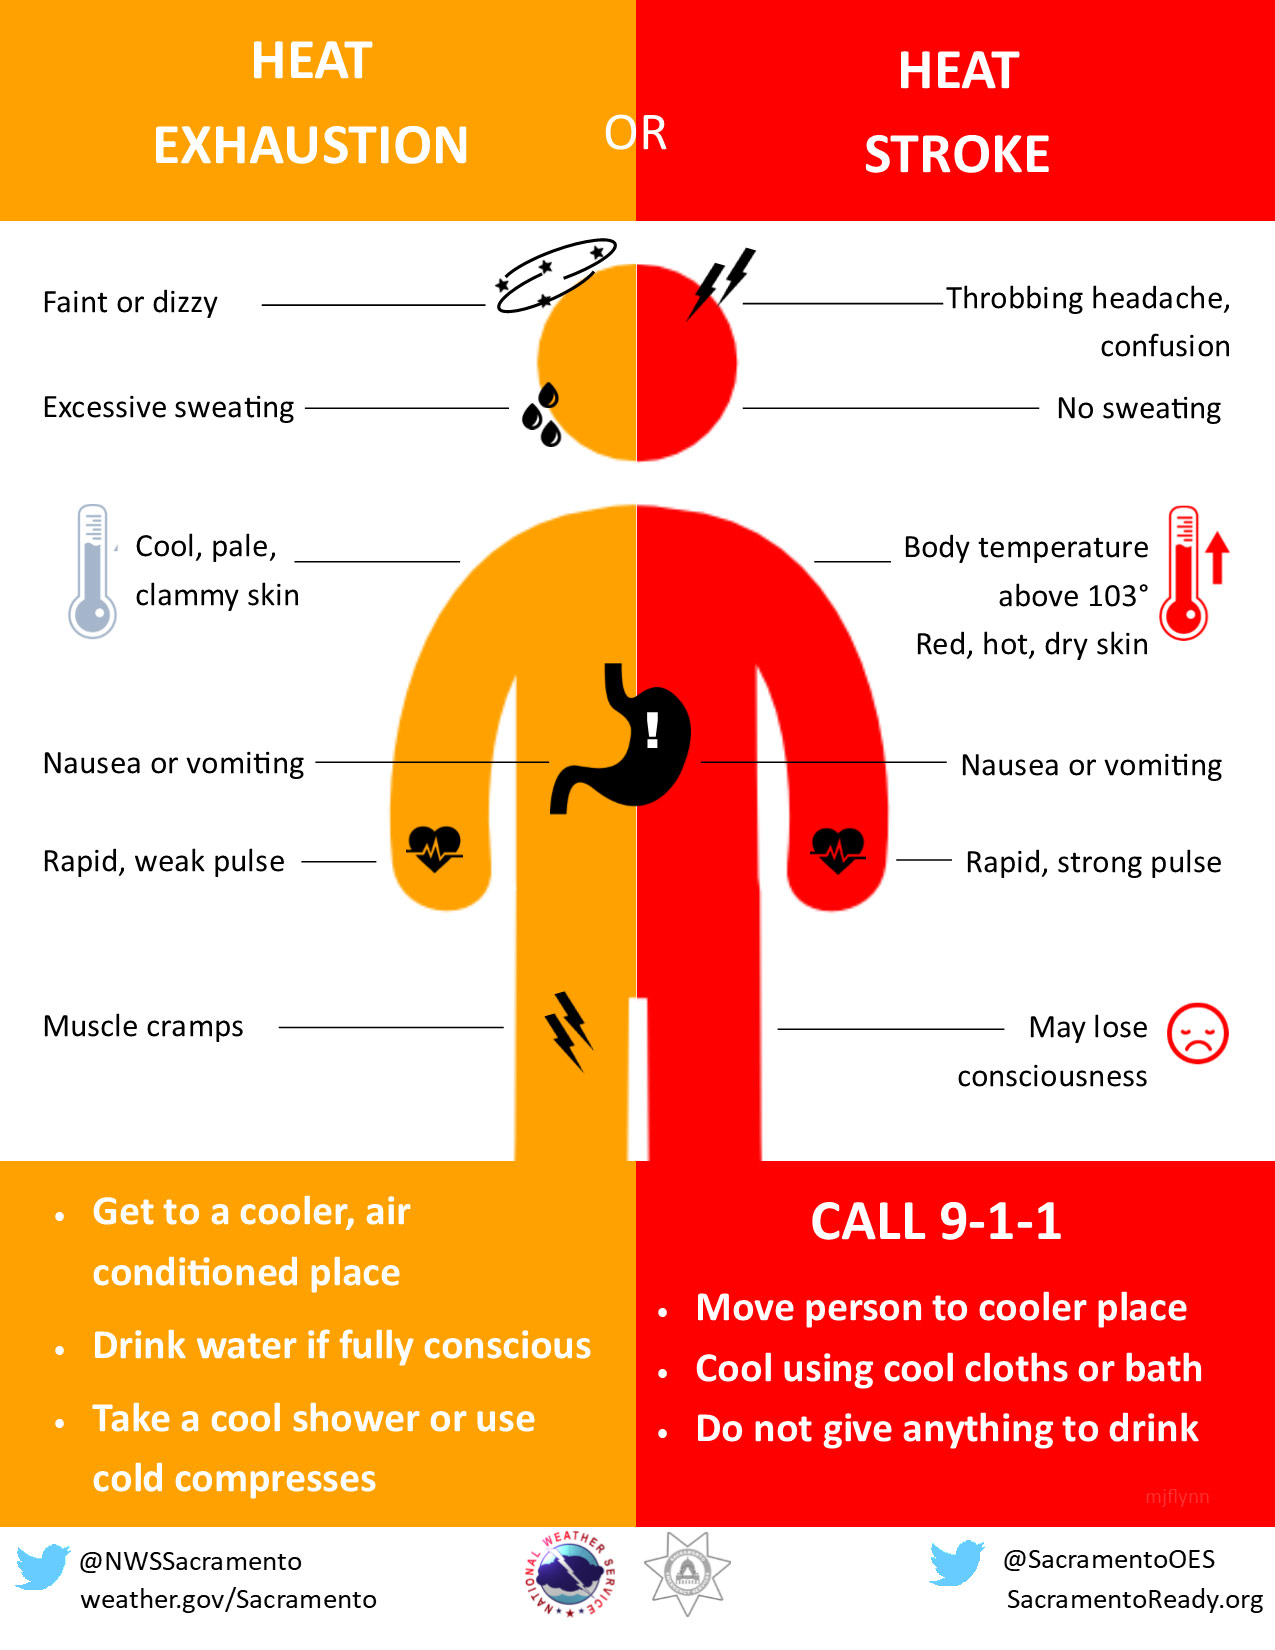 HEAT
EXHAUSTION
OR
HEAT
STROKE
Faint or dizzy
Throbbing headache,
confusion
Excessive sweating
No sweating
Cool, pale,
clammy skin
Body temperature
above 103°
Red, hot, dry skin
!
Nausea or vomiting
Nausea or vomiting
Rapid, weak pulse
Rapid, strong pulse
Muscle cramps
May lose
consciousness
• Get to a cooler, air
conditioned place
• Drink water if fully conscious
• Take a cool shower or use
cold compresses
CALL 9-1-1
• Move person to cooler place
• Cool using cool cloths or bath
• Do not give anything to drink
mjflynn
@NWSSacramento
weather.gov/Sacramento
NATIONAL WEATHER SERVICE
@SacramentoOES
SacramentoReady.org